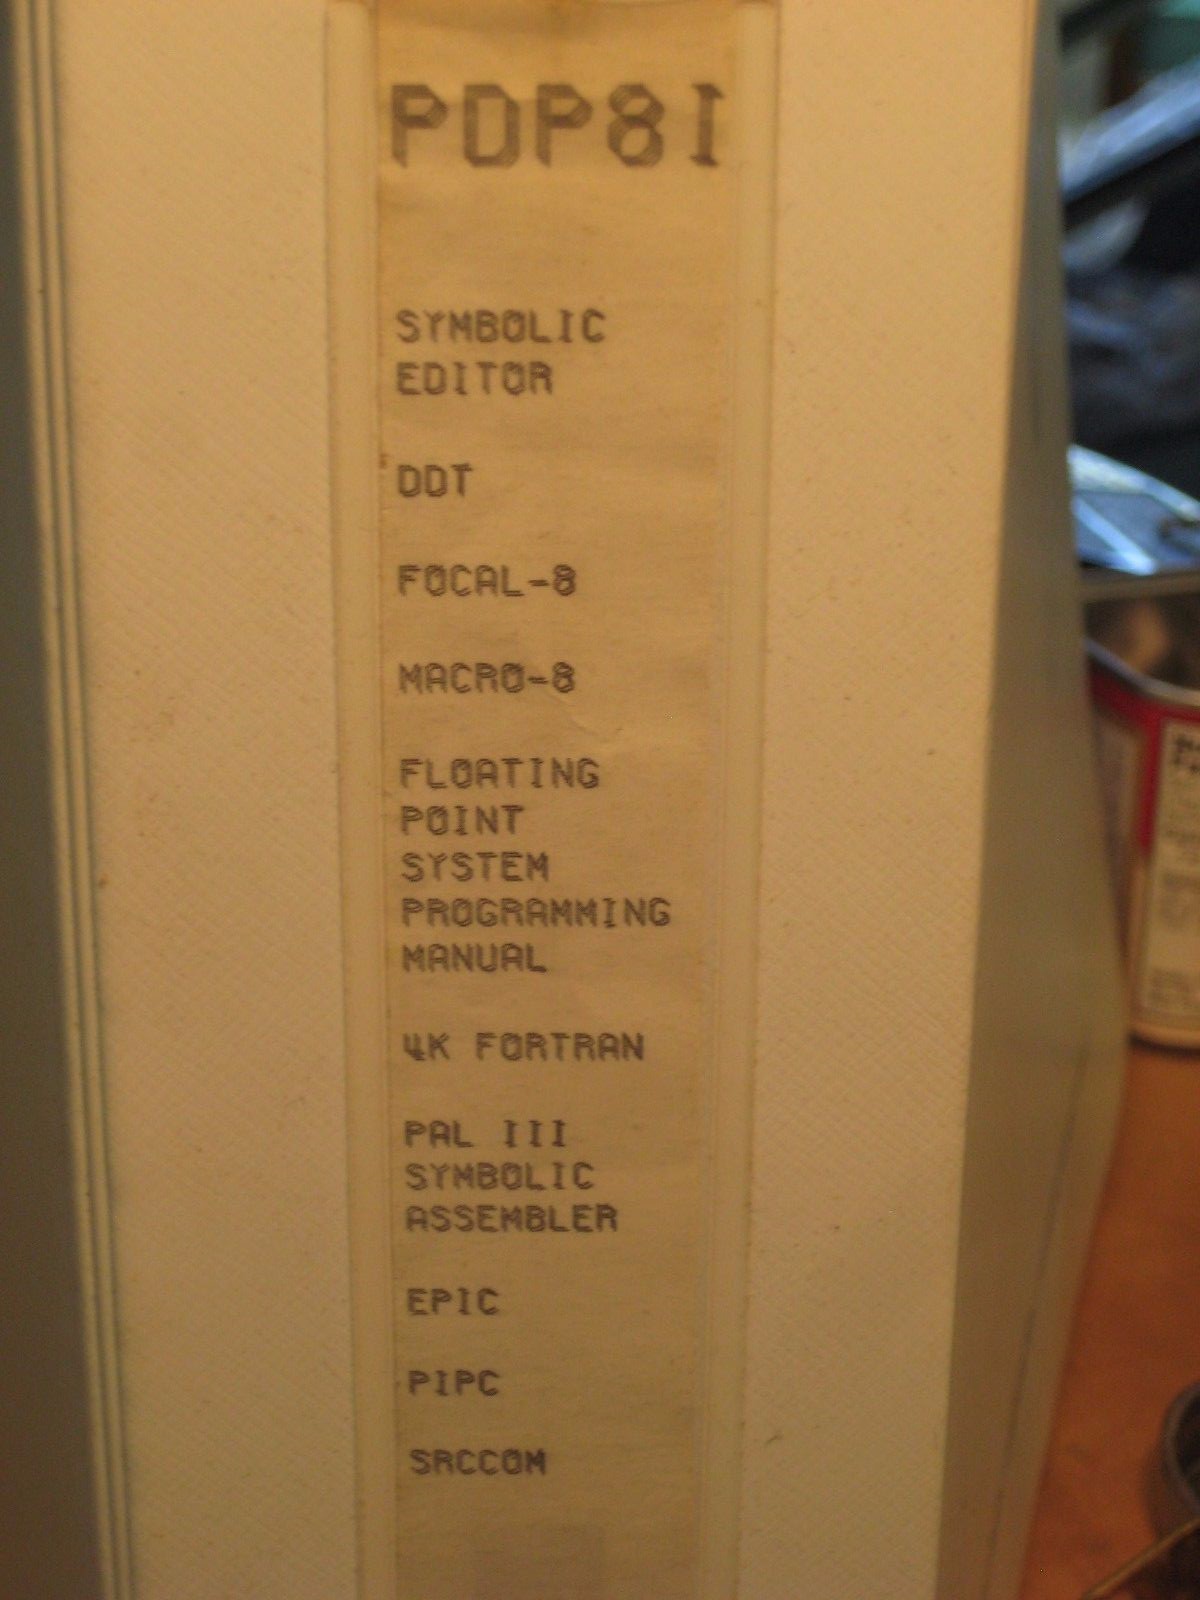 PDP8I
SYMBOLIC
EDITOR
DDT
FOCAL-8
MACRO-8
FLOATING
POINT
SYSTEM
PROGRAMMING
MANUAL
4K FORTRAN
PAL III
SYMBOLIC
ASSEMBLER
EPIC
PIPC
SRCCOM